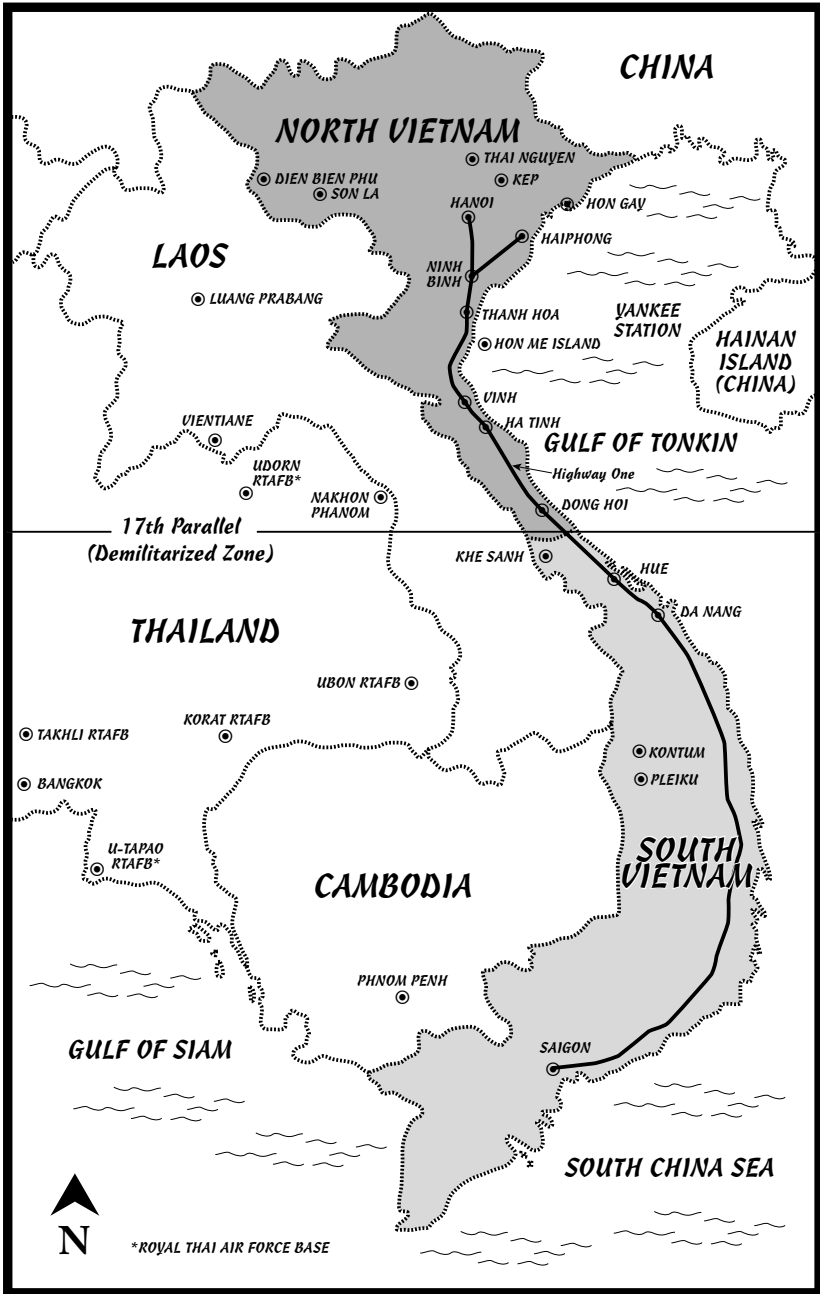 CHINA
NORTH VIETNAM
THAI NGUYEN
DIEN BIEN PHU
KEP
SON LA
HANOI
HON GAY
HAIPHONG
LAOS
NINH
BINH
LUANG PRABANG
THANH HOA
YANKEE
STATION
HON ME ISLAND
HAINAN
ISLAND
(CHINA)
VINH
VIENTIANE
HA TINH
GULF OF TONKIN
UDORN
RTAFB*
Highway One
NAKHON
PHANOM
DONG HOI
17th Parallel
(Demilitarized Zone)
KHE SANH
HUE
DA NANG
THAILAND
UBON RTAFB
KORAT RTAFB
TAKHLI RTAFB
KONTUM
BANGKOK
PLEIKU
U-TAPAO
RTAFB*
SOUTH
VIETNAM
CAMBODIA
PHNOM PENH
GULF OF SIAM
SAIGON
SOUTH CHINA SEA
N
*ROYAL THAI AIR FORCE BASE